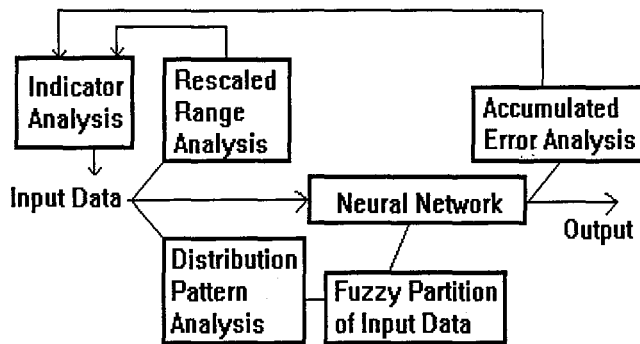 Indicator
Analysis
Rescaled
Range
Analysis
Accumulated
Error Analysis
Input Data
Neural Network
Output
Distribution
Pattern
Analysis
Fuzzy Partition
of Input Data